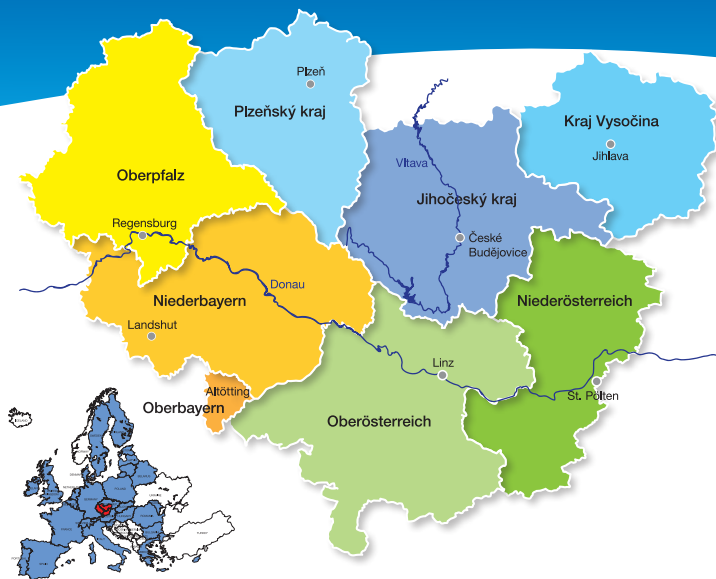 Plzeň
Plzeňský kraj
Kraj Vysočina
Jihlava
Vltava
Oberpfalz
Jihočeský kraj
Regensburg
České
Budějovice
Donau
Niederbayern
Niederösterreich
Landshut
Linz
Altötting
Oberbayern
St. Pölten
Oberösterreich